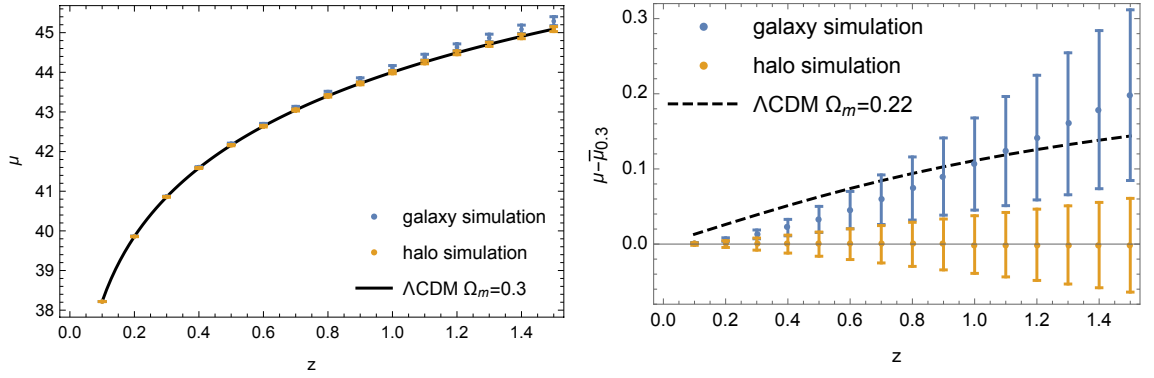 45
44
43
42
41
40
39
38
μ
0.0 0.2 0.4 0.6 0.8 1.0 1.2 1.4
z
galaxy simulation
halo simulation
ΛCDM Ωm=0.3
0.3
0.2
0.1
0.0
μ-μ̅0.3
0.0 0.2 0.4 0.6 0.8 1.0 1.2 1.4
z
galaxy simulation
halo simulation
ΛCDM Ωm=0.22